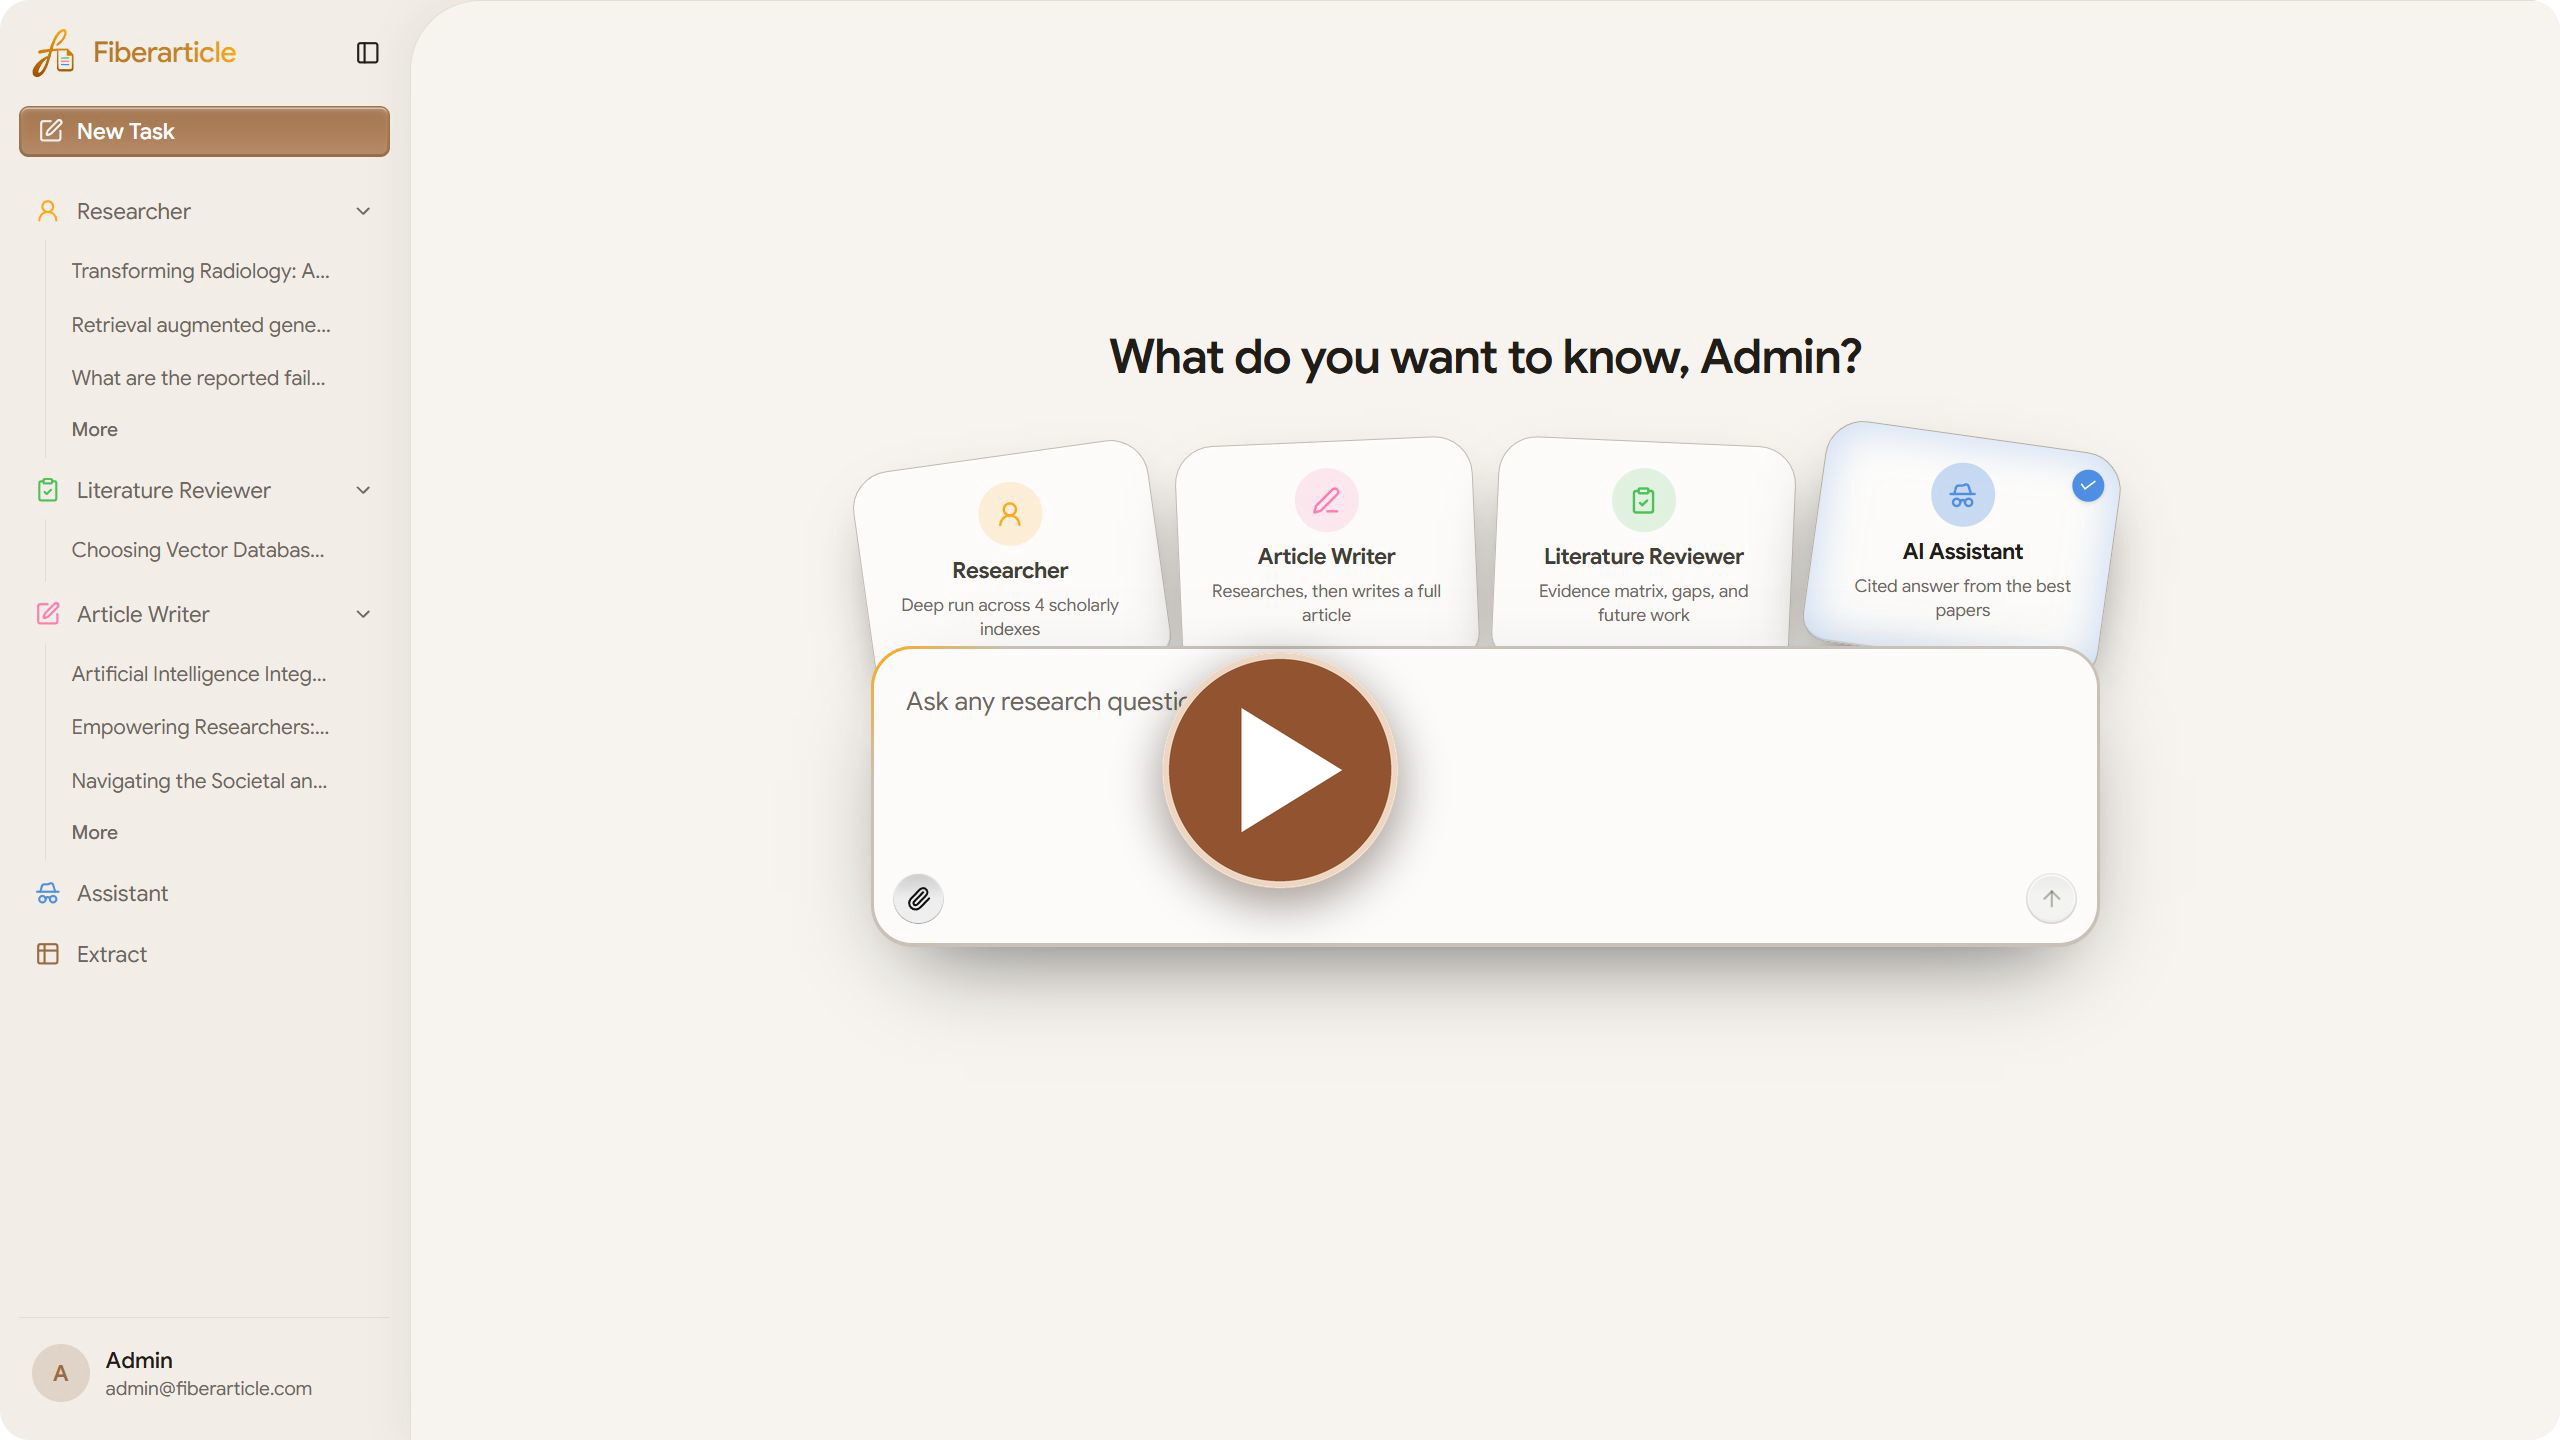 Fiberarticle
New Task
Researcher
Transforming Radiology: A...
Retrieval augmented gene...
What are the reported fail...
More
Literature Reviewer
Choosing Vector Databas...
Article Writer
Artificial Intelligence Integ...
Empowering Researchers:...
Navigating the Societal an...
More
Assistant
Extract
A
Admin
admin@fiberarticle.com
What do you want to know, Admin?
Researcher
Deep run across 4 scholarly
indexes
Article Writer
Researches, then writes a full
article
Literature Reviewer
Evidence matrix, gaps, and
future work
AI Assistant
Cited answer from the best
papers
Ask any research